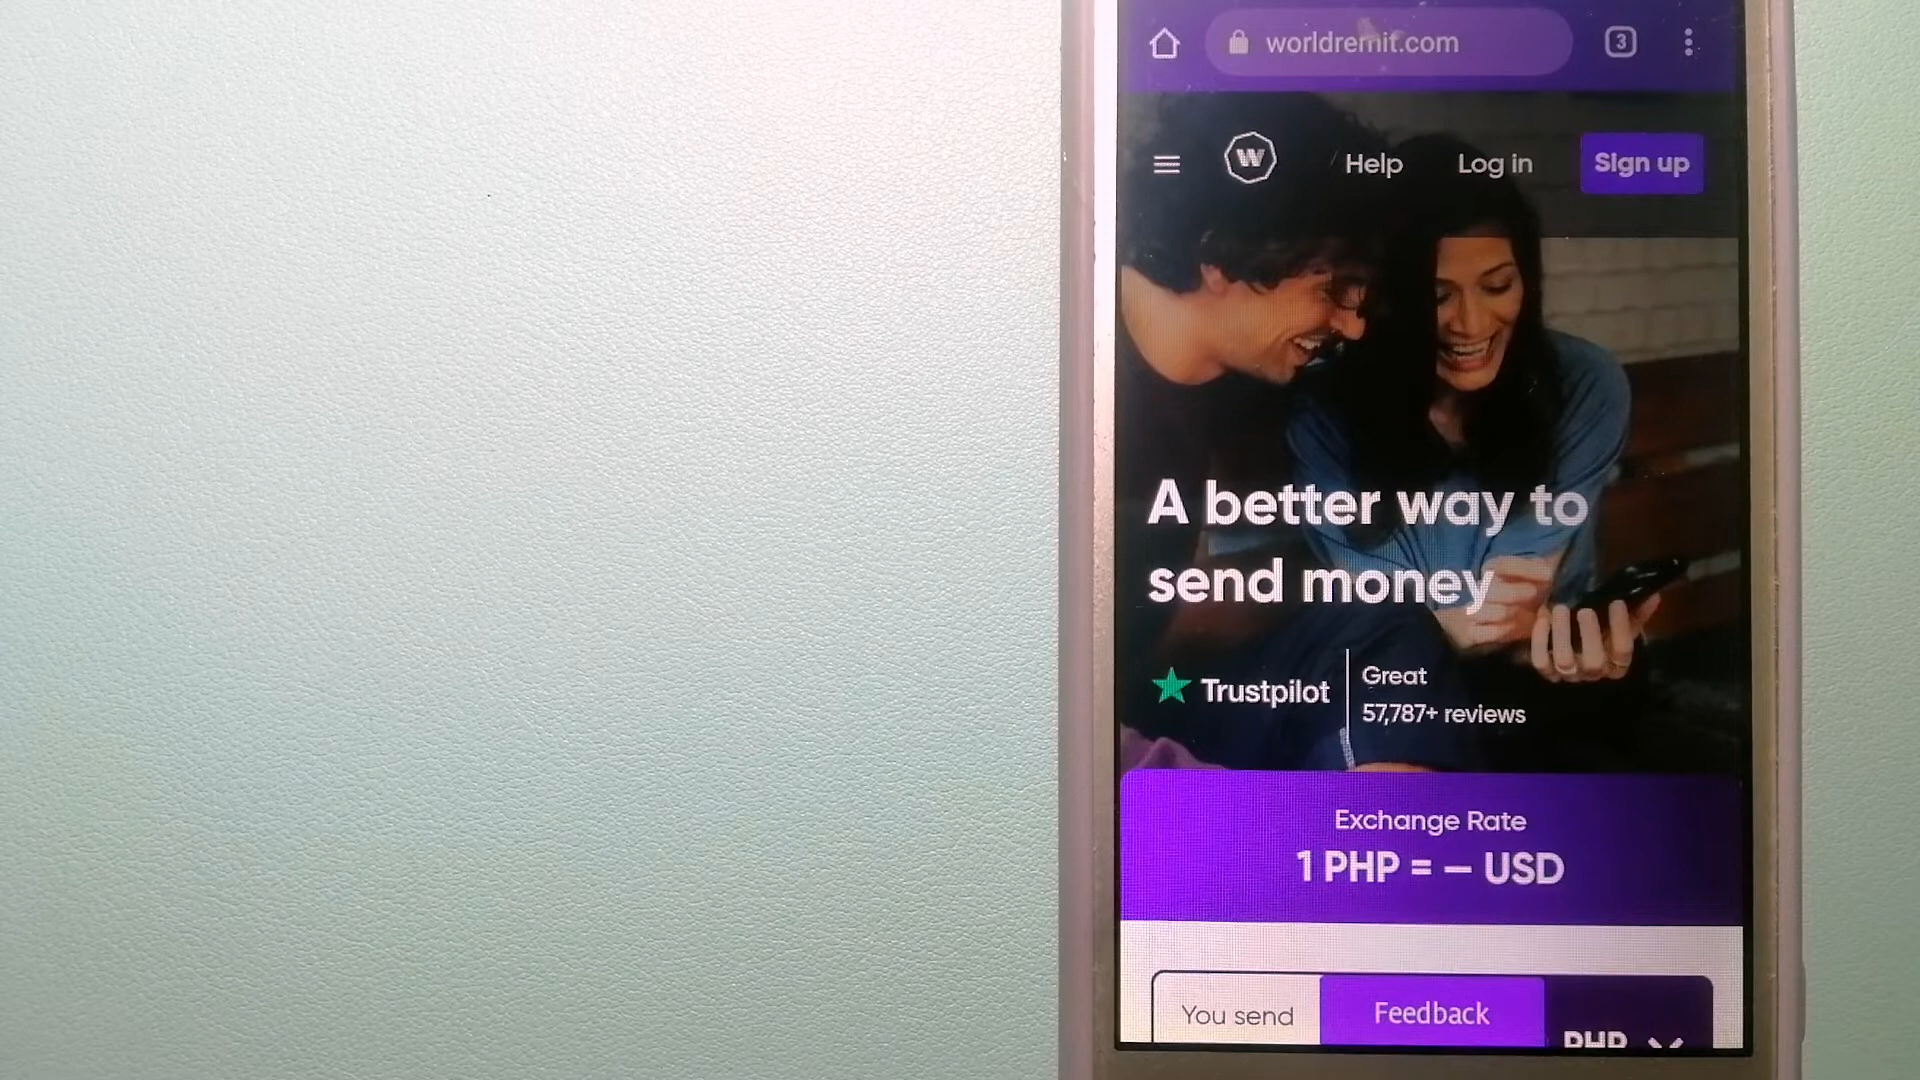 worldremit.com
3
W
Help
Log in
Sign up
A better way to
send money
Trustpilot
Great
57,787+ reviews
Exchange Rate
1 PHP = — USD
You send
Feedback
PHP